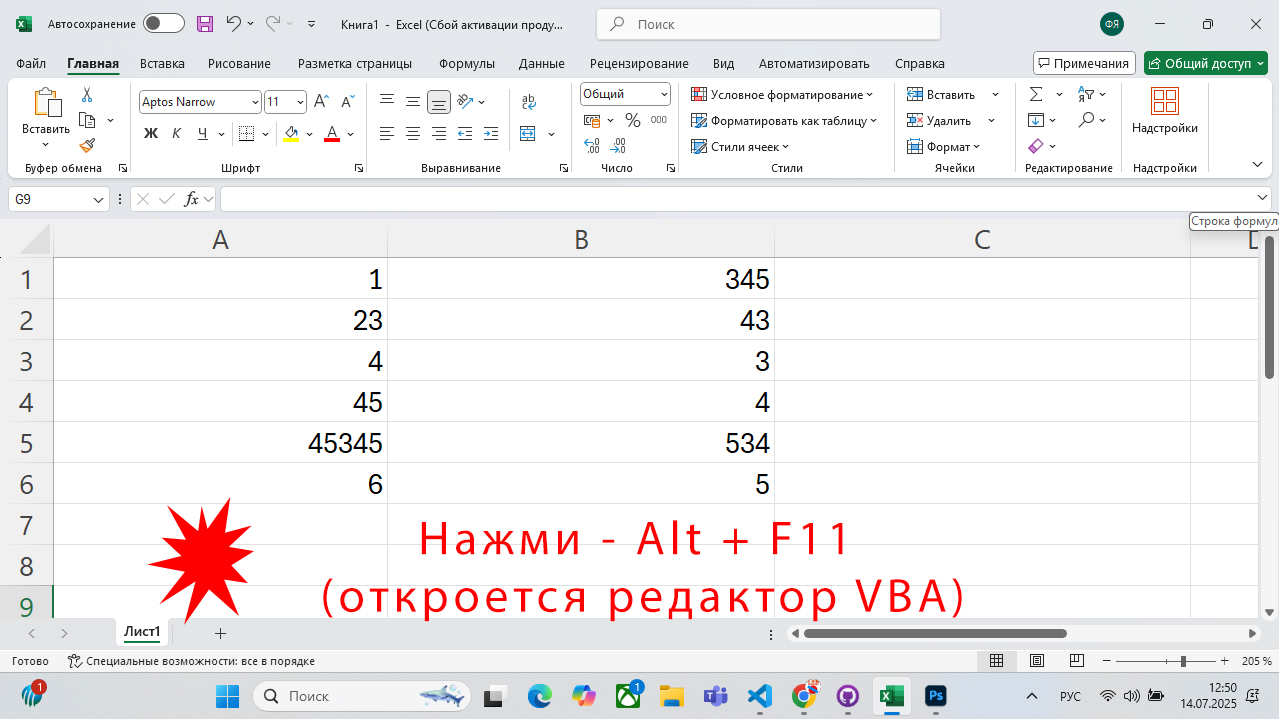 Автосохранение
Книга1 - Excel (Сбой активации проду...
Поиск
ФЯ
Файл Главная Вставка Рисование Разметка страницы Формулы Данные Рецензирование Вид Автоматизировать Справка
Примечания Общий доступ
Вставить
Буфер обмена
Aptos Narrow 11
Ж К Ч
Шрифт
Выравнивание
Общий
% 000
Число
Условное форматирование
Форматировать как таблицу
Стили ячеек
Стили
Вставить
Удалить
Формат
Ячейки
Редактирование
Надстройки
Надстройки
G9 fx
Строка формул
A B C D
1 1 345
2 23 43
3 4 3
4 45 4
5 45345 534
6 6 5
7
Нажми - Alt + F11
8
(откроется редактор VBA)
9
Лист1
Готово Специальные возможности: все в порядке 205 %
1
Поиск
1
РУС
12:50
14.07.2025